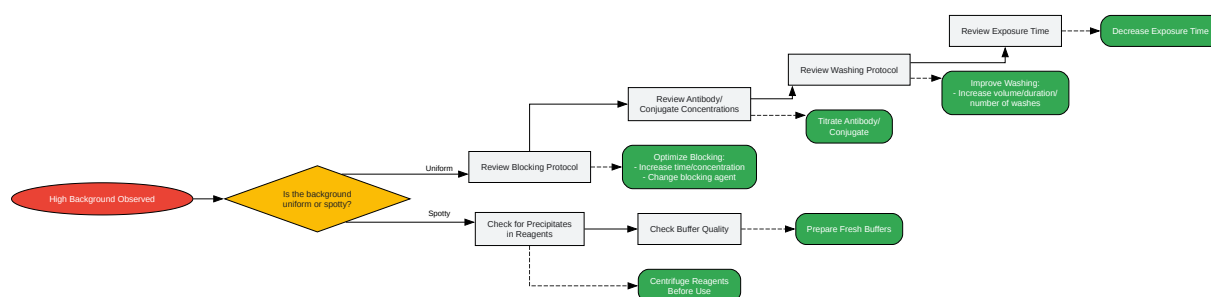 High Background Observed
Is the background
uniform or spotty?
Uniform
Review Blocking Protocol
Optimize Blocking:
- Increase time/concentration
- Change blocking agent
Review Antibody/
Conjugate Concentrations
Titrate Antibody/
Conjugate
Review Washing Protocol
Improve Washing:
- Increase volume/duration/
number of washes
Review Exposure Time
Decrease Exposure Time
Spotty
Check for Precipitates
in Reagents
Centrifuge Reagents
Before Use
Check Buffer Quality
Prepare Fresh Buffers